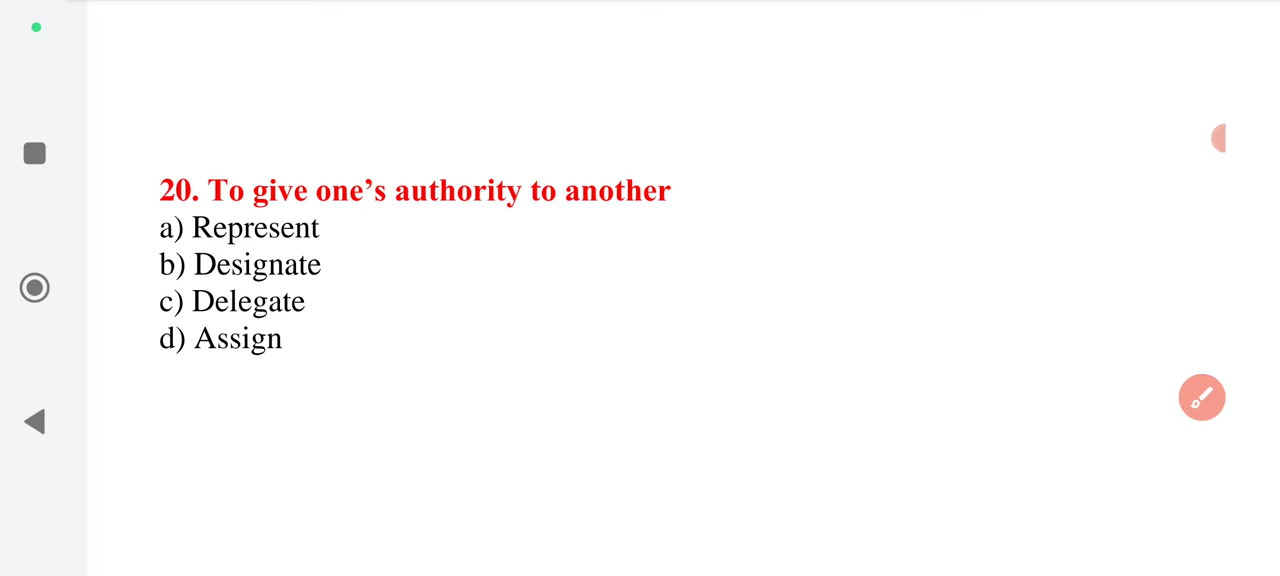 20. To give one’s authority to another
a) Represent
b) Designate
c) Delegate
d) Assign